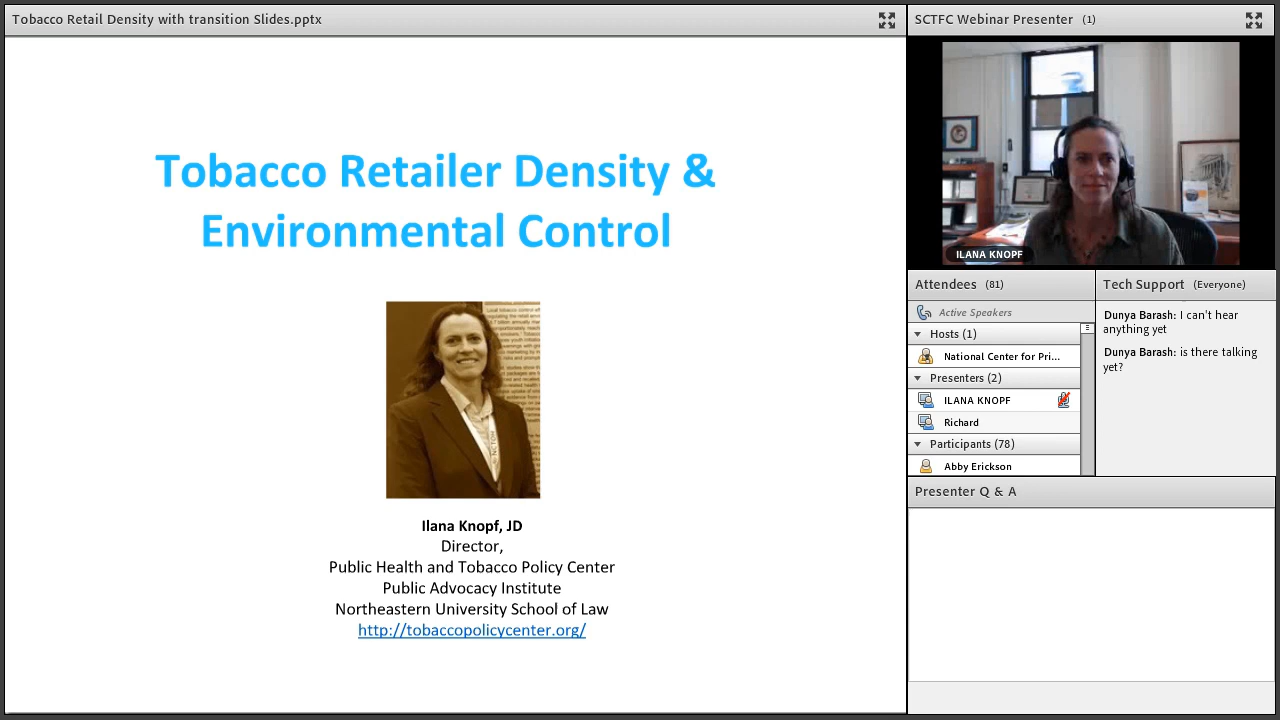 Tobacco Retail Density with transition Slides.pptx
Tobacco Retailer Density &
Environmental Control
Ilana Knopf, JD
Director,
Public Health and Tobacco Policy Center
Public Advocacy Institute
Northeastern University School of Law
http://tobaccopolicycenter.org/
SCTFC Webinar Presenter (1)
ILANA KNOPF
Attendees (81)
Active Speakers
Hosts (1)
National Center for Pri...
Presenters (2)
ILANA KNOPF
Richard
Participants (78)
Abby Erickson
Tech Support (Everyone)
Dunya Barash: I can't hear
anything yet
Dunya Barash: is there talking
yet?
Presenter Q & A